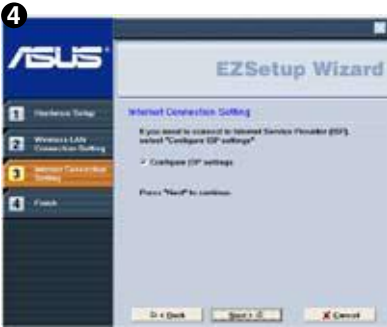 4
ASUS
EZSetup Wizard
1 Hardware Setup
Internet Connection Setting
2 Wireless LAN
Connection Setting
If you need to connect to Internet Service Provider (ISP),
select "Configure ISP settings"
3 Internet Connection
Setting
Configure ISP settings
4 Finish
Press "Next" to continue.
< Back
Next >
Cancel